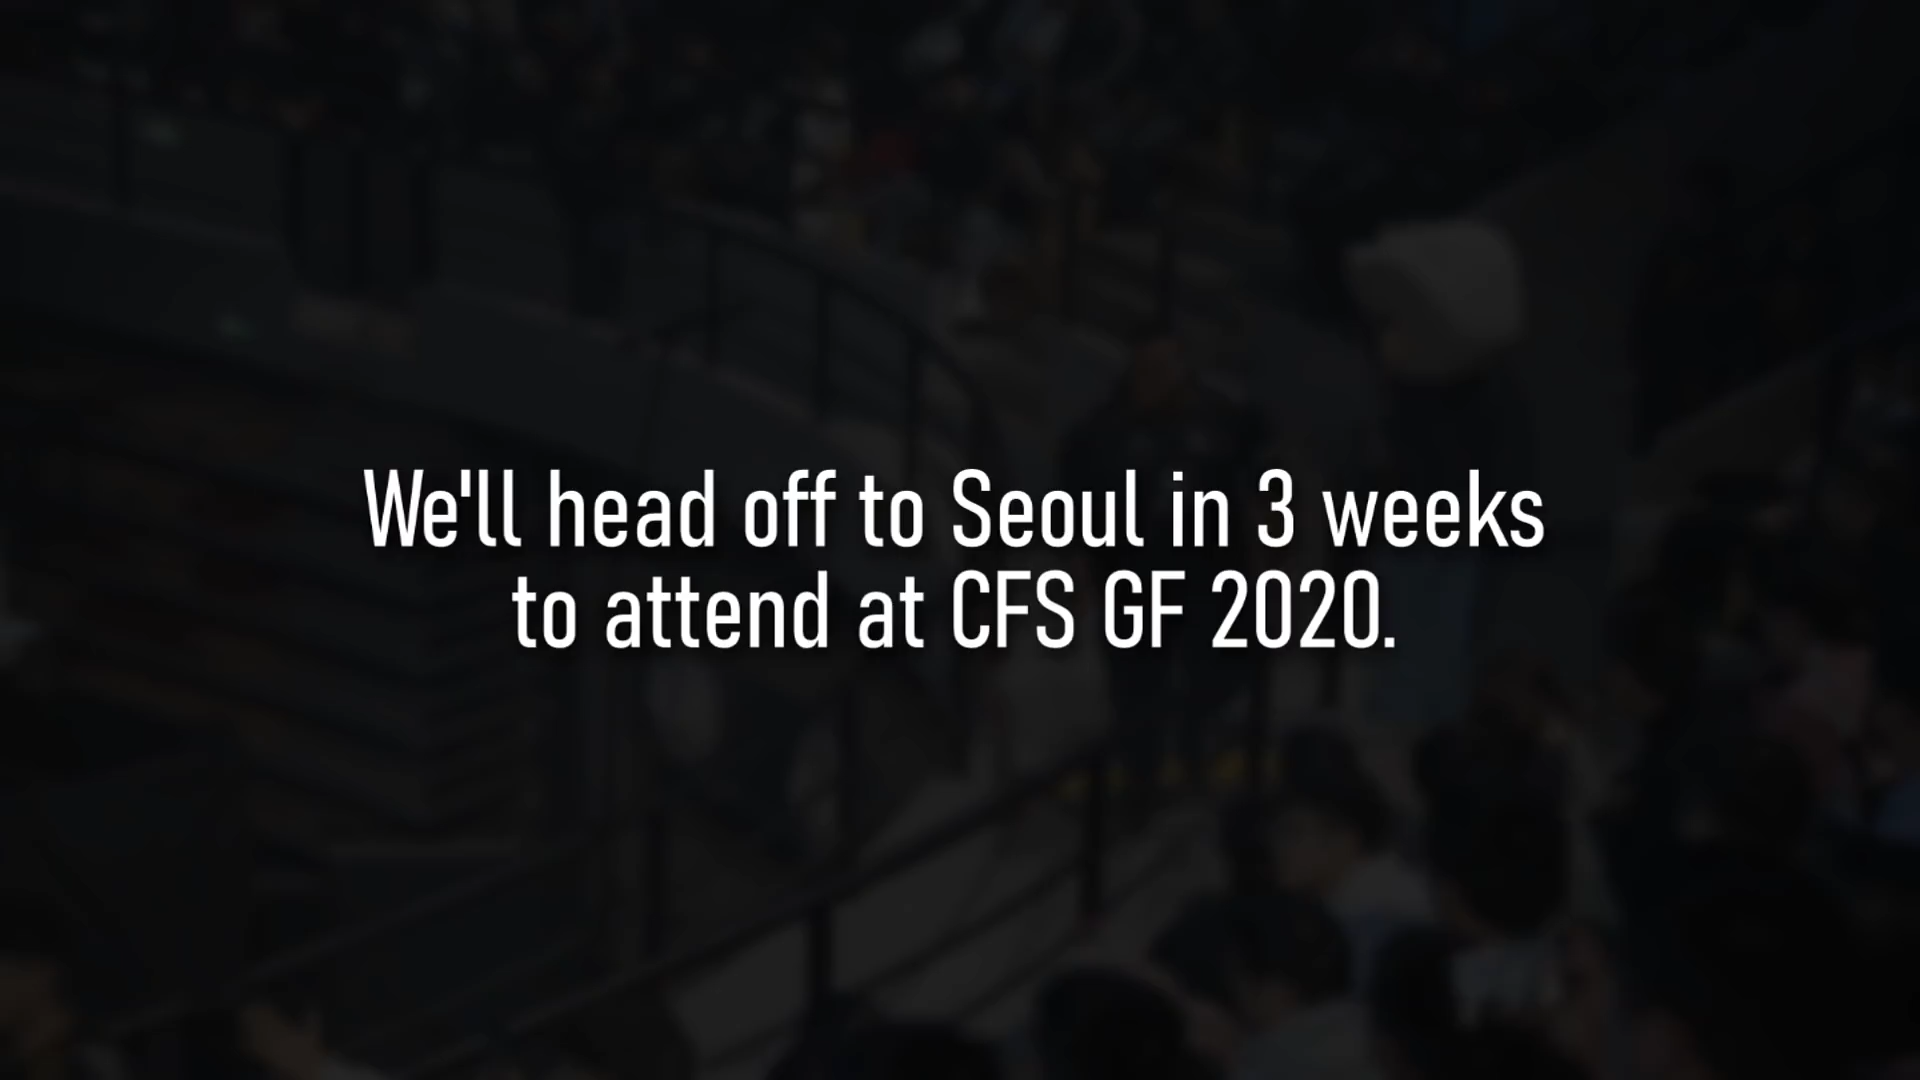 We'll head off to Seoul in 3 weeks
to attend at CFS GF 2020.